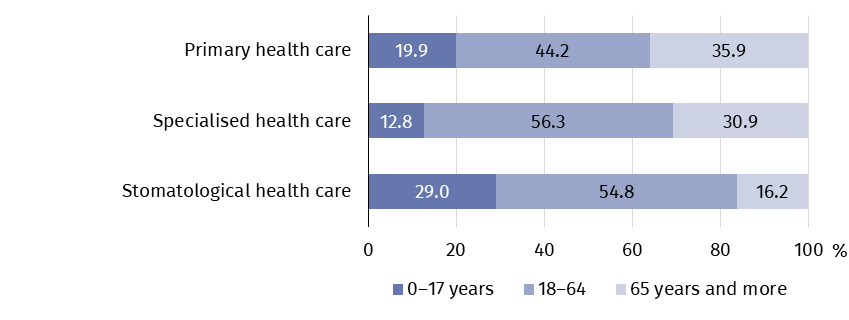 Primary health care 19.9 44.2 35.9
Specialised health care 12.8 56.3 30.9
Stomatological health care 29.0 54.8 16.2
0 20 40 60 80 100 %
0–17 years 18–64 65 years and more